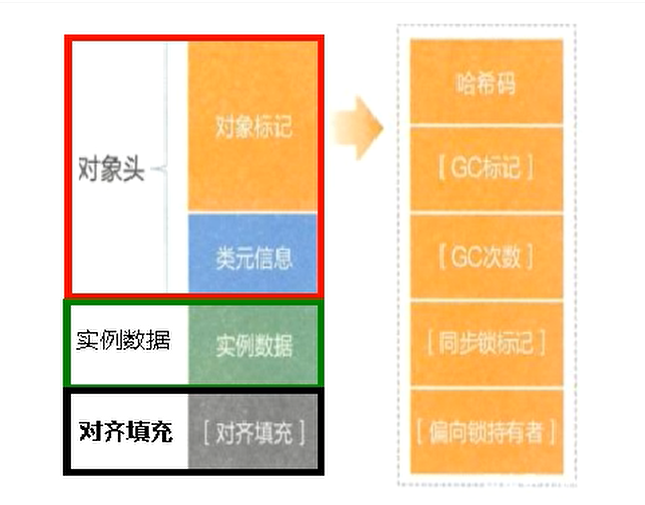 对象头
对象标记
类元信息
实例数据
实例数据
对齐填充
[ 对齐填充 ]
哈希码
[ GC标记 ]
[ GC次数 ]
[ 同步锁标记 ]
[ 偏向锁持有者 ]